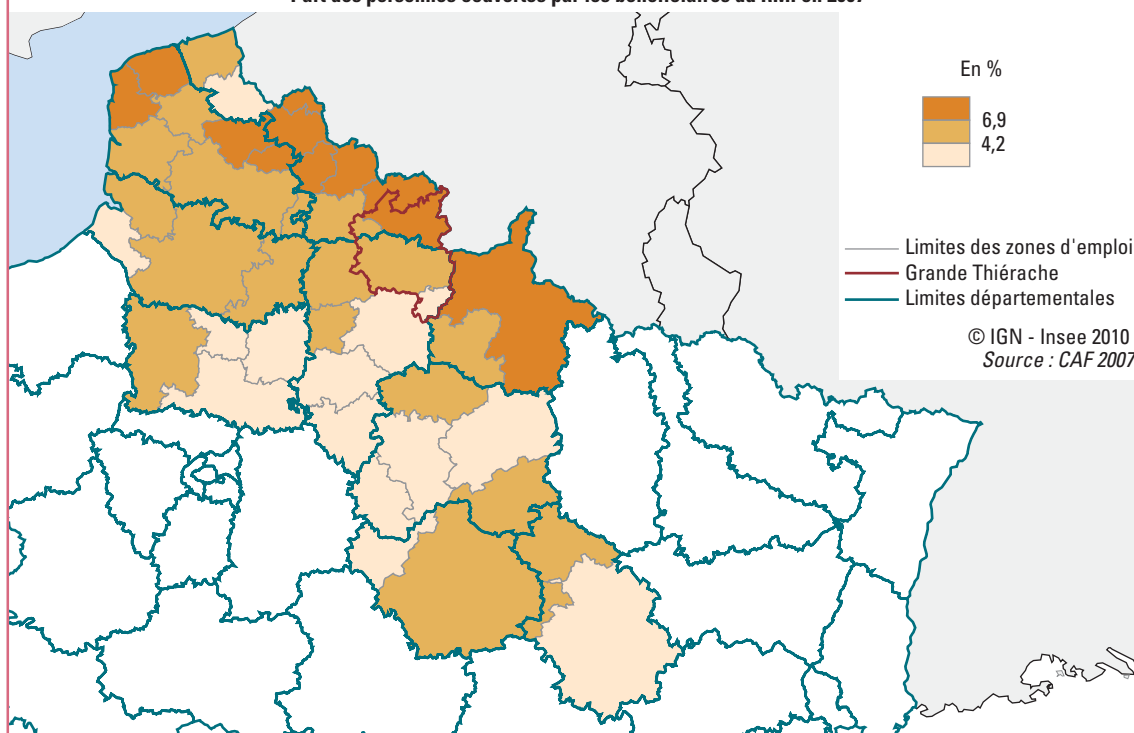 En %
6,9
4,2
Limites des zones d'emploi
Grande Thiérache
Limites départementales
© IGN - Insee 2010
Source : CAF 2007